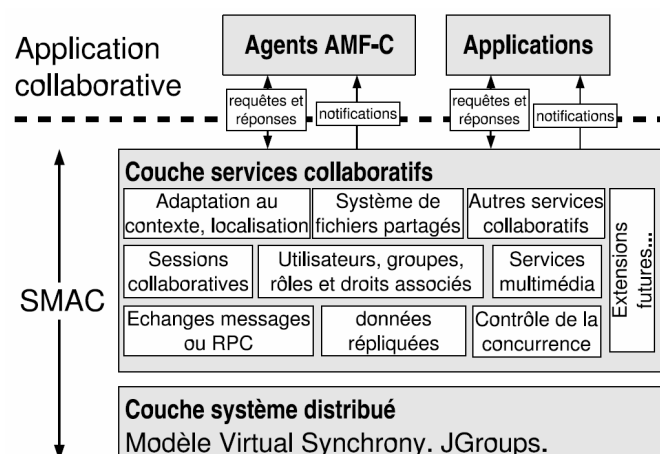 Application
collaborative
Agents AMF-C
Applications
requêtes et
réponses
notifications
requêtes et
réponses
notifications
SMAC
Couche services collaboratifs
Adaptation au
contexte, localisation
Système de
fichiers partagés
Autres services
collaboratifs
Sessions
collaboratives
Utilisateurs, groupes,
rôles et droits associés
Services
multimédia
Echanges messages
ou RPC
données
répliquées
Contrôle de la
concurrence
Extensions
futures...
Couche système distribué
Modèle Virtual Synchrony. JGroups.